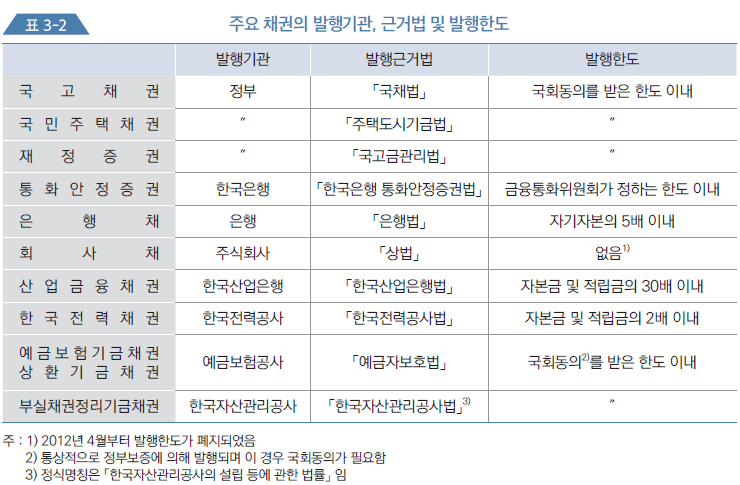 표 3-2 주요 채권의 발행기관, 근거법 및 발행한도
발행기관 발행근거법 발행한도
국고채권 정부 「국채법」 국회동의를 받은 한도 이내
국민주택채권 〃 「주택도시기금법」 〃
재정증권 〃 「국고금관리법」 〃
통화안정증권 한국은행 「한국은행 통화안정증권법」 금융통화위원회가 정하는 한도 이내
은행채 은행 「은행법」 자기자본의 5배 이내
회사채 주식회사 「상법」 없음1)
산업금융채권 한국산업은행 「한국산업은행법」 자본금 및 적립금의 30배 이내
한국전력채권 한국전력공사 「한국전력공사법」 자본금 및 적립금의 2배 이내
예금보험기금채권
상환기금채권 예금보험공사 「예금자보호법」 국회동의2)를 받은 한도 이내
부실채권정리기금채권 한국자산관리공사 「한국자산관리공사법」3) 〃
주 : 1) 2012년 4월부터 발행한도가 폐지되었음
2) 통상적으로 정부보증에 의해 발행되며 이 경우 국회동의가 필요함
3) 정식명칭은 「한국자산관리공사의 설립 등에 관한 법률」 임